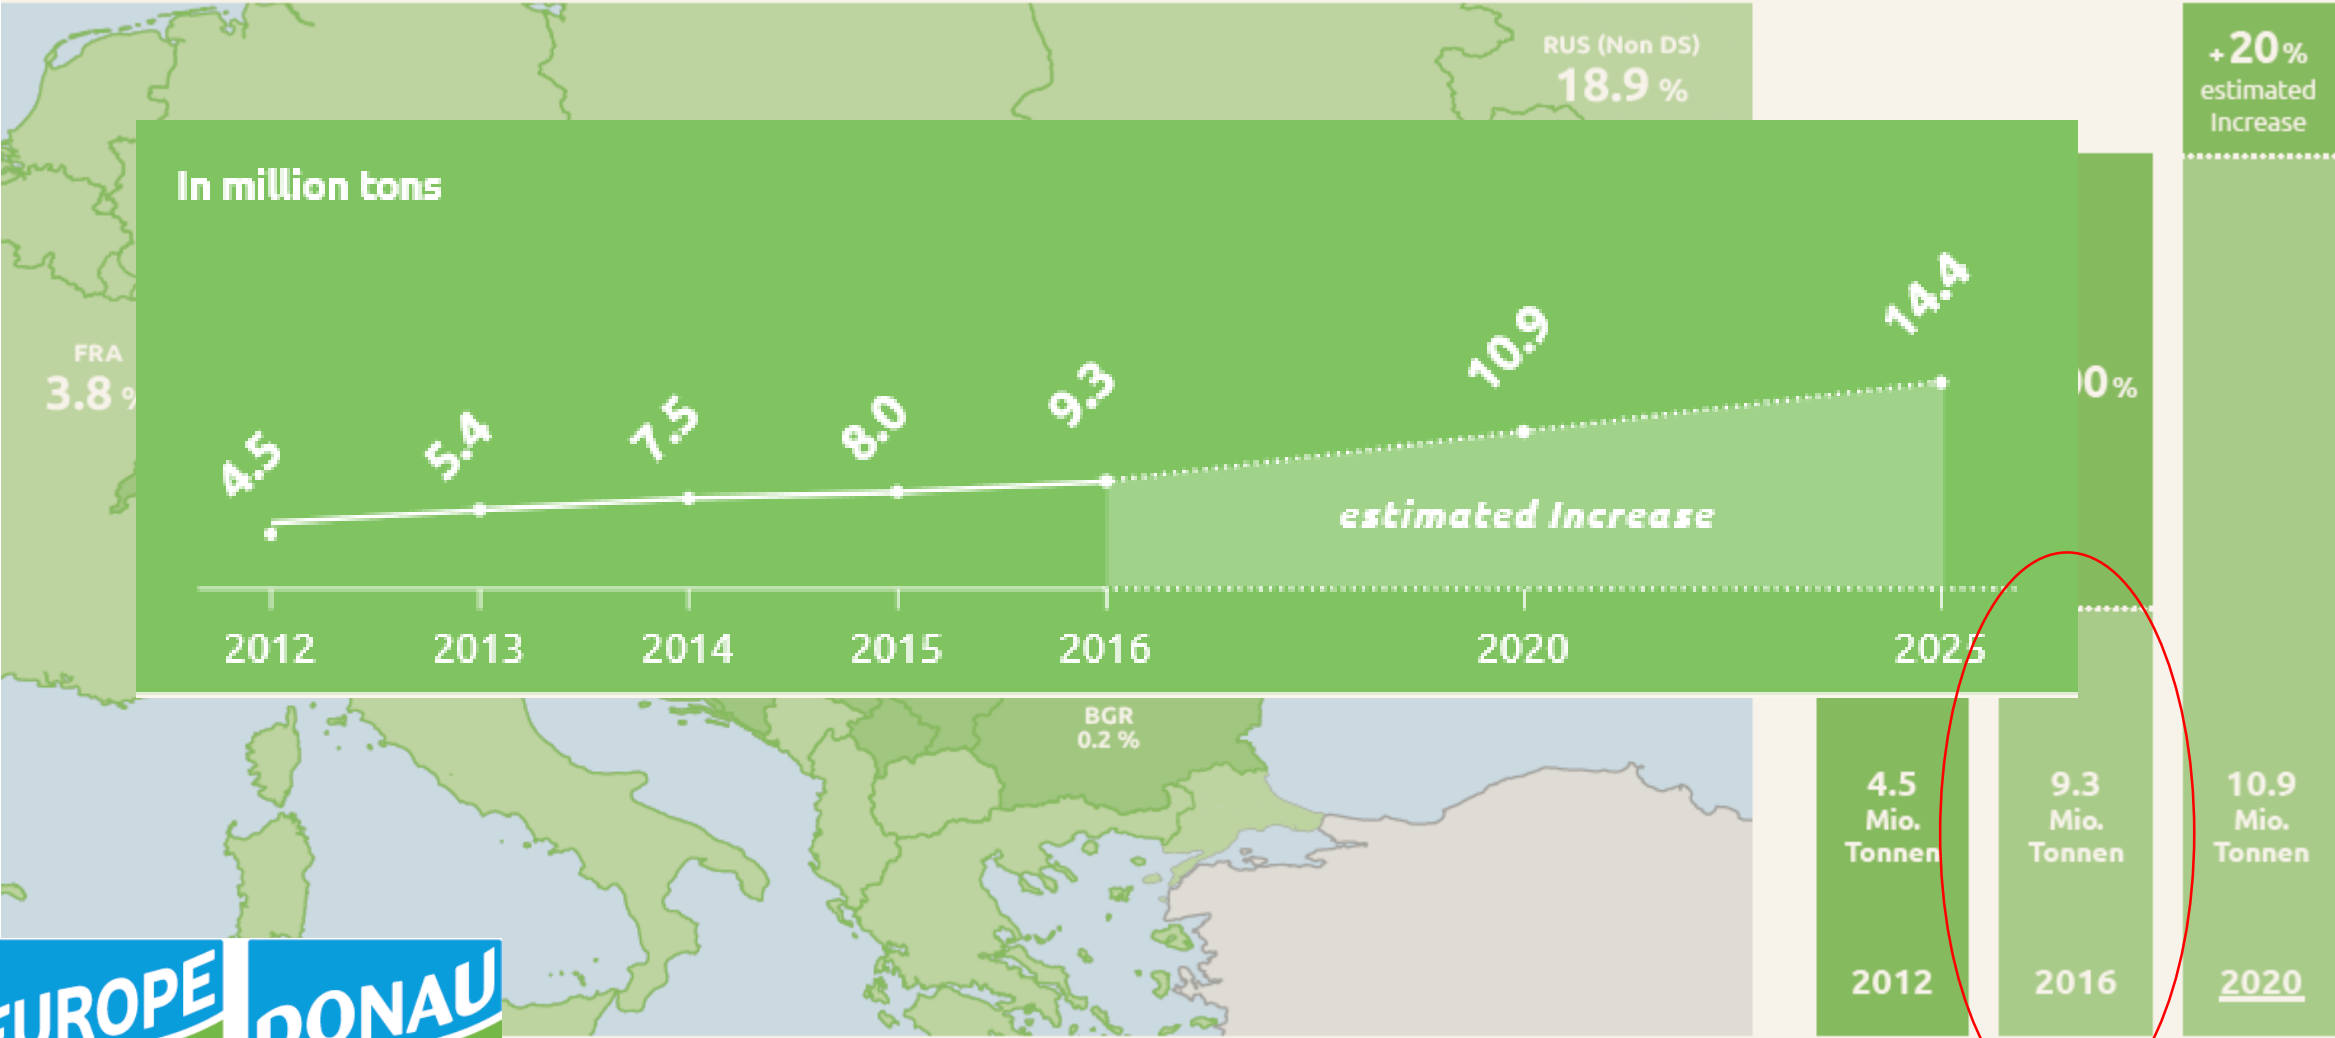 RUS (Non DS)
18.9 %
+20%
estimated
Increase
In million tons
FRA
3.8
4.5
5.4
7.5
8.0
9.3
10.9
14.4
estimated Increase
2012
2013
2014
2015
2016
2020
2025
0%
BGR
0.2 %
4.5
Mio.
Tonnen
2012
9.3
Mio.
Tonnen
2016
10.9
Mio.
Tonnen
2020
EUROPE
DONAU